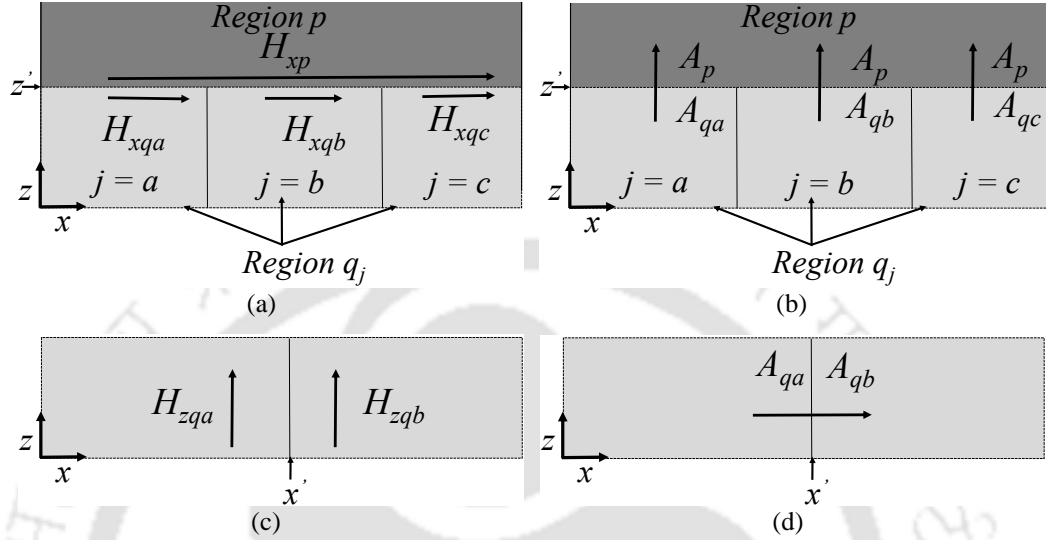 Region p
H_xp
z'
H_xqa H_xqb H_xqc
j = a j = b j = c
z
x
Region q_j
(a)
Region p
A_p A_p A_p
z'
A_qa A_qb A_qc
j = a j = b j = c
z
x
Region q_j
(b)
H_zqa H_zqb
z
x
x'
(c)
A_qa A_qb
z
x
x'
(d)